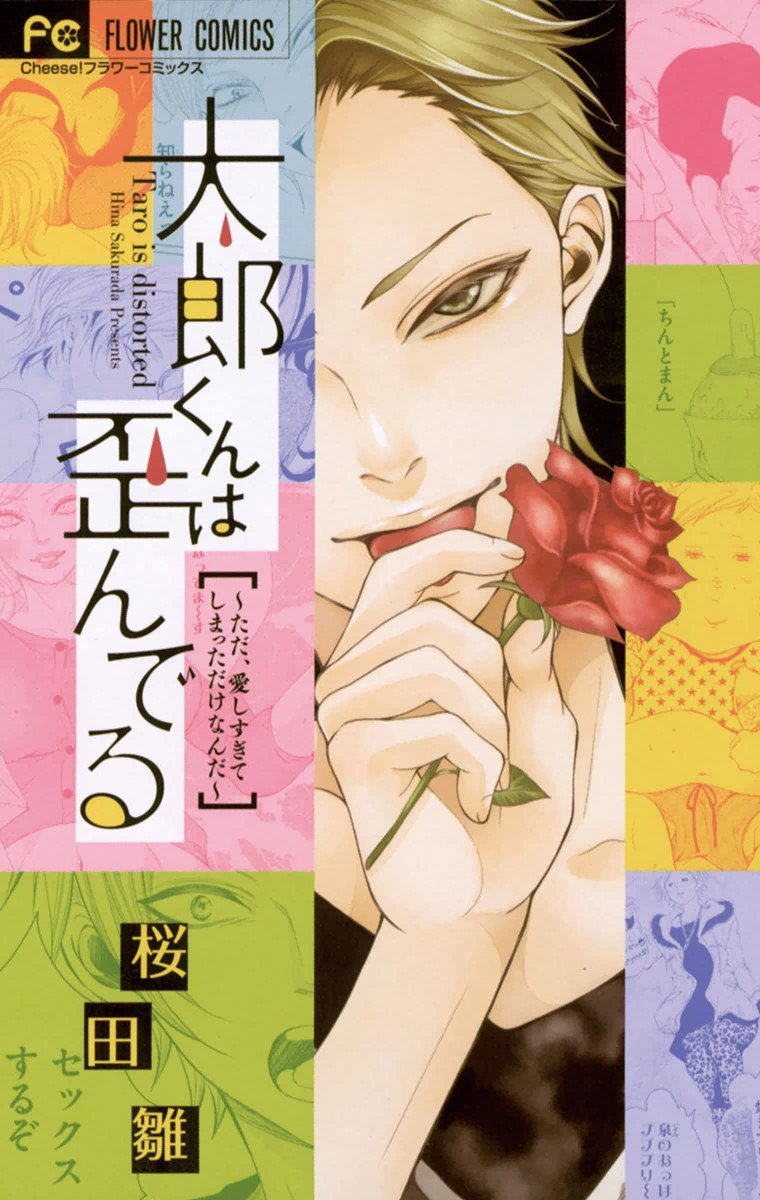 FC FLOWER COMICS
Cheese!フラワーコミックス
太郎くんは
歪んでる
Taro is distorted
Hina Sakurada Presents
[~ただ、愛しすぎて
しまっただけなんだ~]
桜田雛
知らねえ
「ちんとまん」
セックス
するぞ